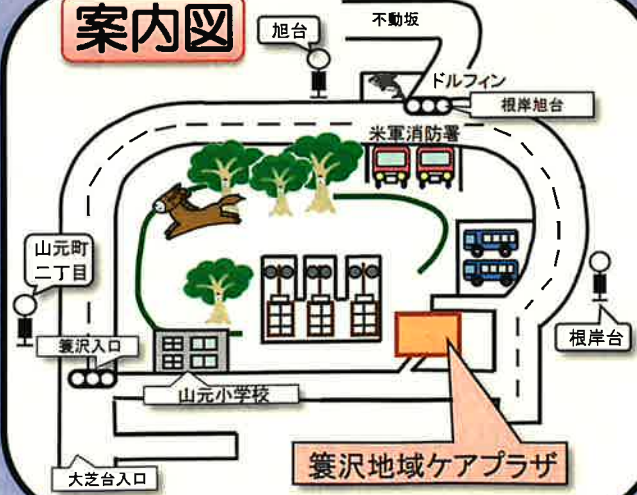 案内図
旭台
不動坂
ドルフィン
根岸旭台
米軍消防署
山元町
二丁目
簑沢入口
山元小学校
根岸台
大芝台入口
簑沢地域ケアプラザ